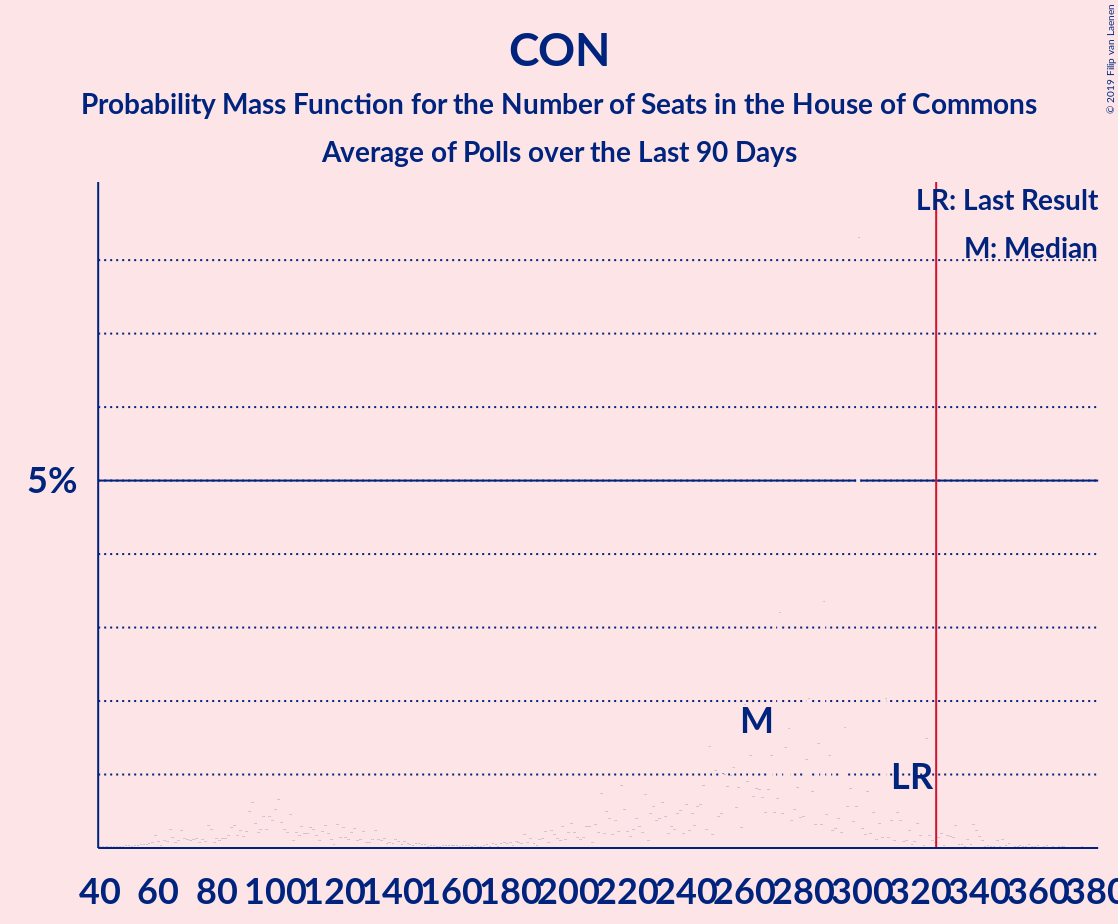 CON
Probability Mass Function for the Number of Seats in the House of Commons
Average of Polls over the Last 90 Days
© 2019 Filip van Laenen
LR: Last Result
M: Median
5%
M
LR
40 60 80 100 120 140 160 180 200 220 240 260 280 300 320 340 360 380